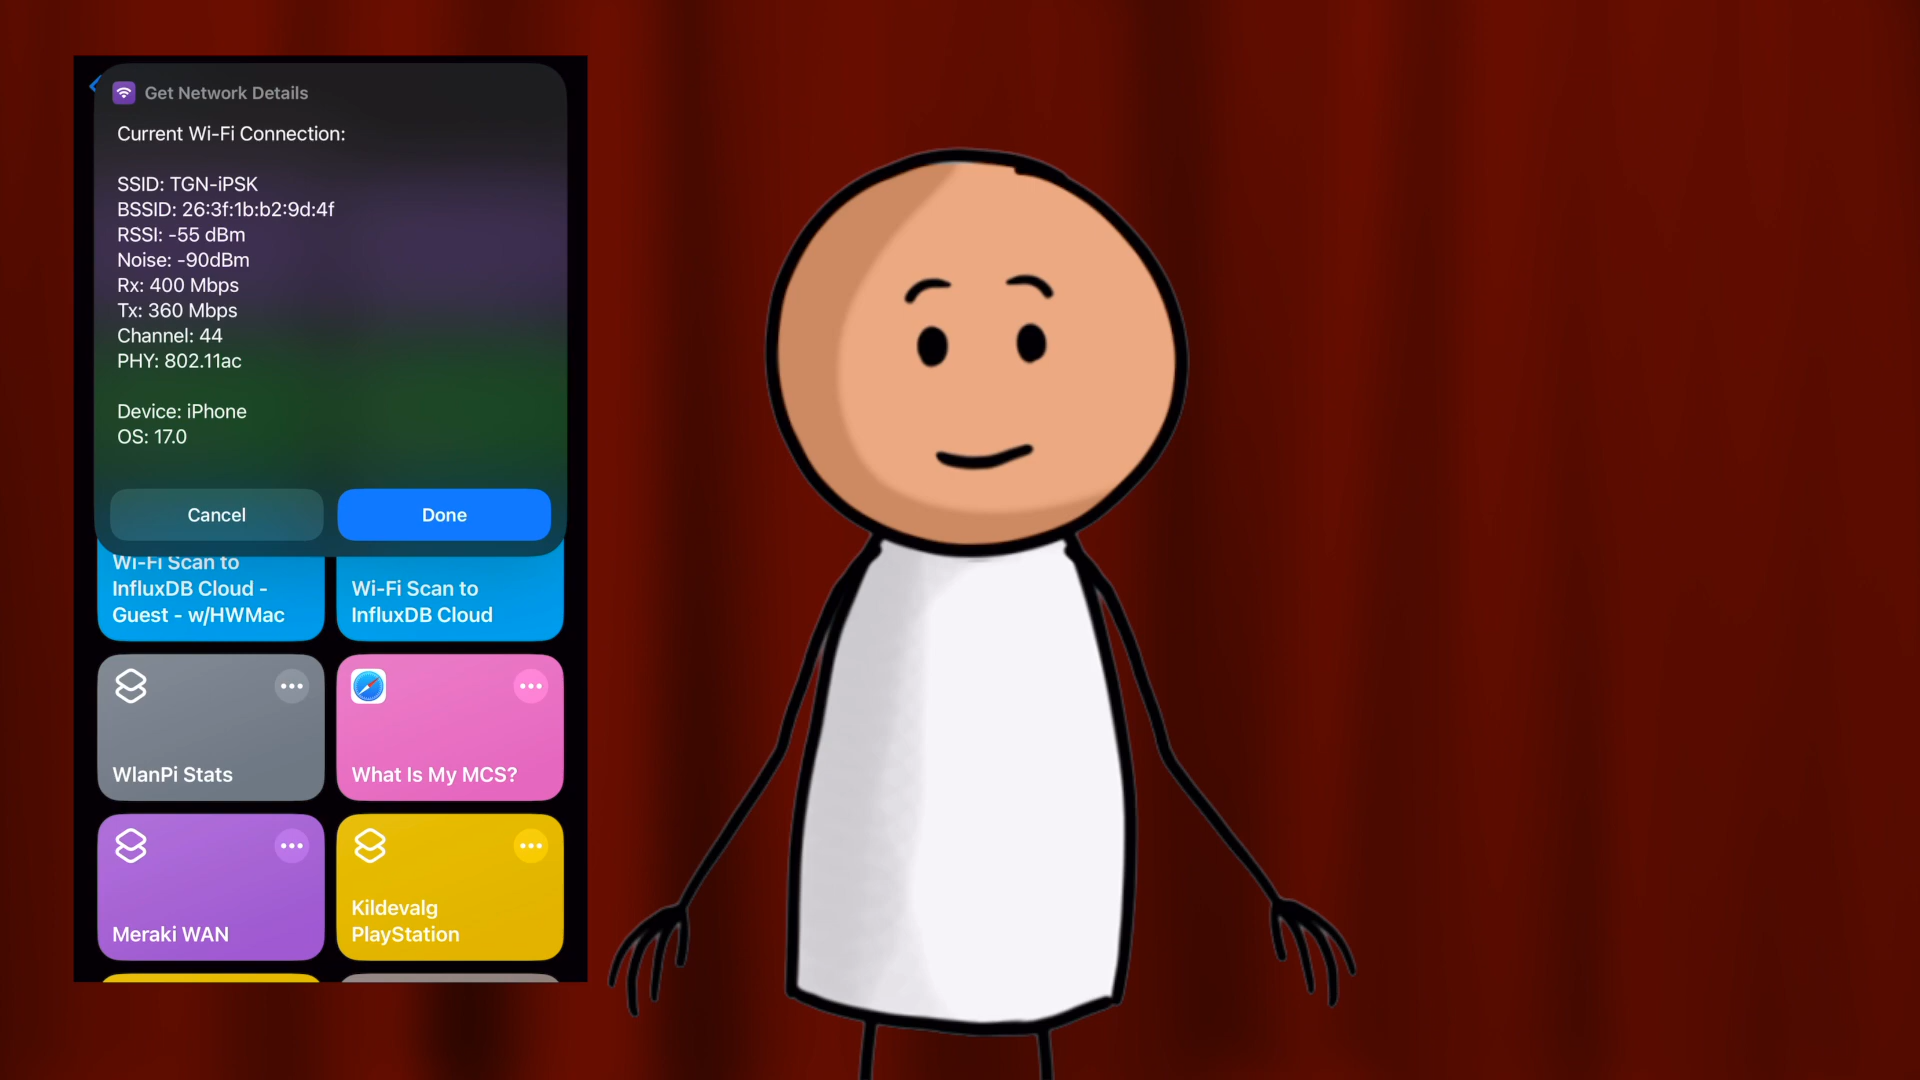 Get Network Details
Current Wi-Fi Connection:
SSID: TGN-iPSK
BSSID: 26:3f:1b:b2:9d:4f
RSSI: -55 dBm
Noise: -90dBm
Rx: 400 Mbps
Tx: 360 Mbps
Channel: 44
PHY: 802.11ac
Device: iPhone
OS: 17.0
Cancel
Done
Wi-Fi Scan to
InfluxDB Cloud -
Guest - w/HWMac
Wi-Fi Scan to
InfluxDB Cloud
WlanPi Stats
What Is My MCS?
Meraki WAN
Kildevalg
PlayStation